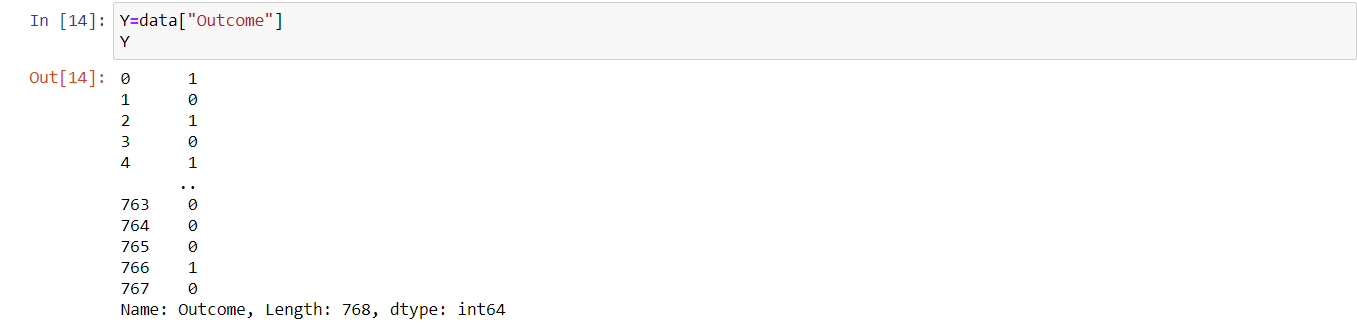 In [14]: Y=data["Outcome"]
Y
Out[14]: 0      1
1      0
2      1
3      0
4      1
      ..
763    0
764    0
765    0
766    1
767    0
Name: Outcome, Length: 768, dtype: int64